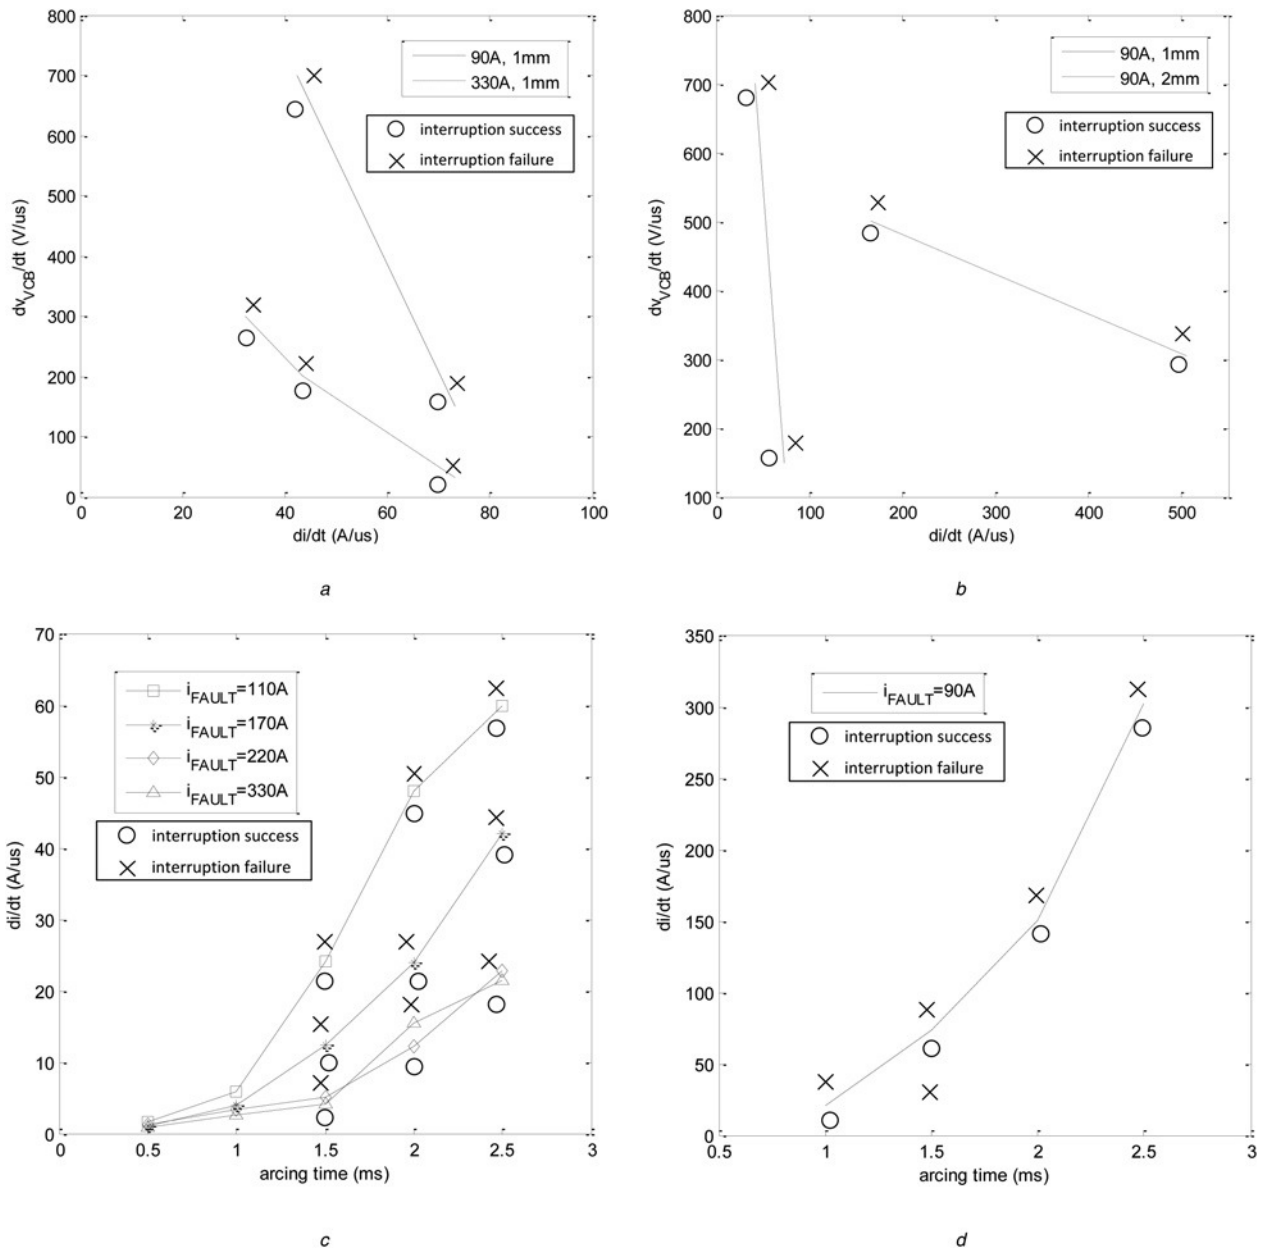 800
700
600
500
400
300
200
100
0
0 20 40 60 80 100
dv_VCB/dt (V/us)
di/dt (A/us)
90A, 1mm
330A, 1mm
interruption success
interruption failure
a
800
700
600
500
400
300
200
100
0 100 200 300 400 500
dv_VCB/dt (V/us)
di/dt (A/us)
90A, 1mm
90A, 2mm
interruption success
interruption failure
b
70
60
50
40
30
20
10
0
0 0.5 1 1.5 2 2.5 3
di/dt (A/us)
arcing time (ms)
i_FAULT=110A
i_FAULT=170A
i_FAULT=220A
i_FAULT=330A
interruption success
interruption failure
c
350
300
250
200
150
100
50
0
0.5 1 1.5 2 2.5 3
di/dt (A/us)
arcing time (ms)
i_FAULT=90A
interruption success
interruption failure
d